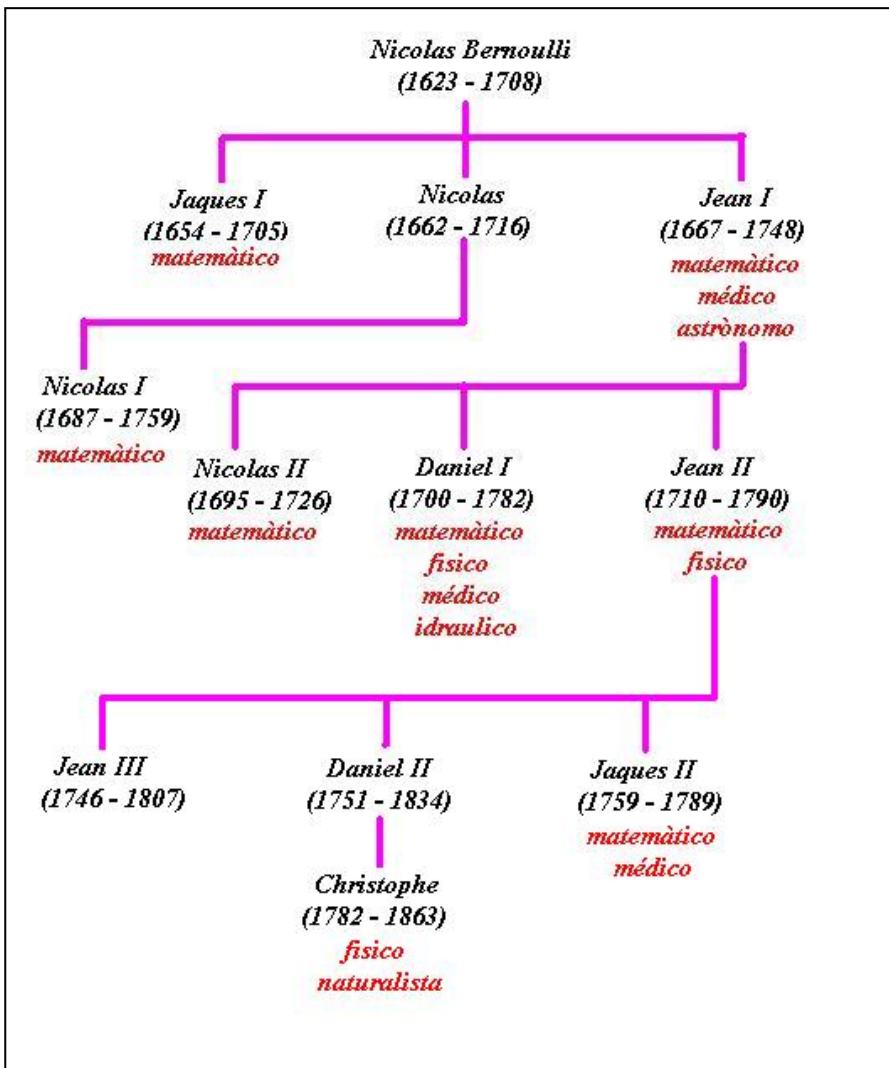 Nicolas Bernoulli
(1623 - 1708)
Jaques I
(1654 - 1705)
matemàtico
Nicolas
(1662 - 1716)
Jean I
(1667 - 1748)
matemàtico
médico
astrònomo
Nicolas I
(1687 - 1759)
matemàtico
Nicolas II
(1695 - 1726)
matemàtico
Daniel I
(1700 - 1782)
matemàtico
fisico
médico
idraulico
Jean II
(1710 - 1790)
matemàtico
fisico
Jean III
(1746 - 1807)
Daniel II
(1751 - 1834)
Jaques II
(1759 - 1789)
matemàtico
médico
Christophe
(1782 - 1863)
fisico
naturalista